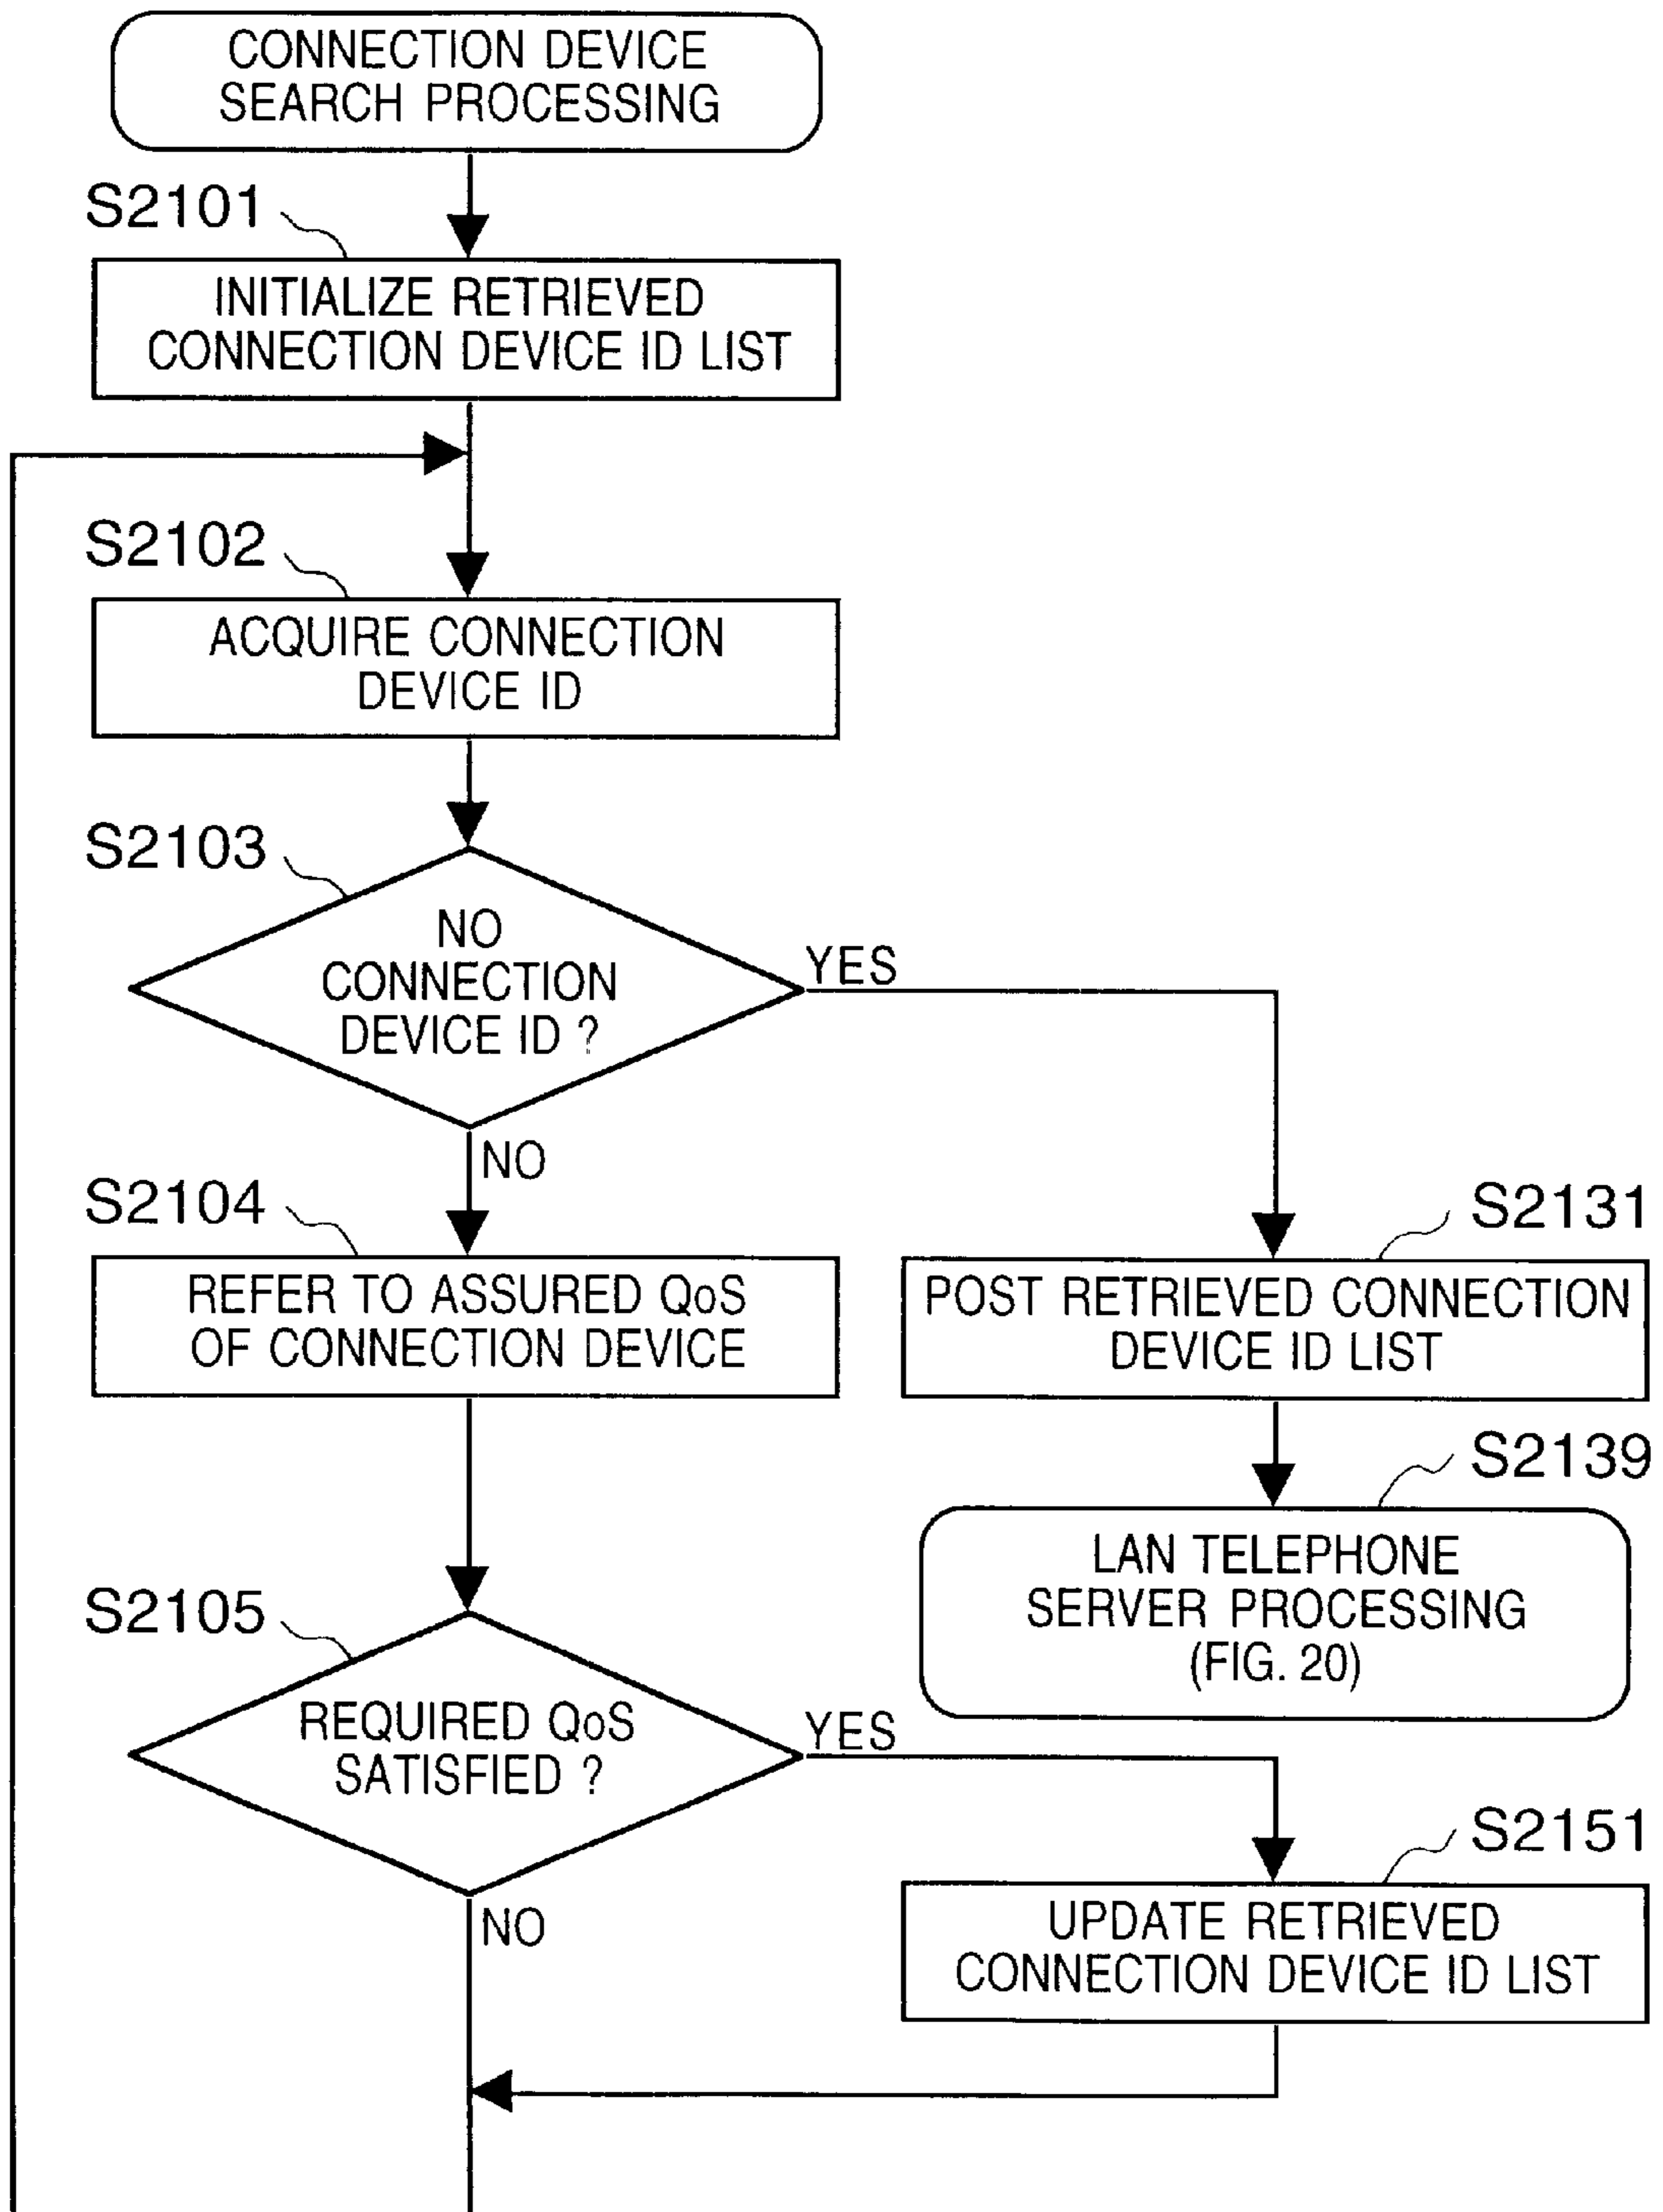 CONNECTION DEVICE
SEARCH PROCESSING
S2101
INITIALIZE RETRIEVED
CONNECTION DEVICE ID LIST
S2102
ACQUIRE CONNECTION
DEVICE ID
S2103
NO
CONNECTION
DEVICE ID ?
YES
NO
S2104
REFER TO ASSURED QoS
OF CONNECTION DEVICE
S2131
POST RETRIEVED CONNECTION
DEVICE ID LIST
S2139
LAN TELEPHONE
SERVER PROCESSING
(FIG. 20)
S2105
REQUIRED QoS
SATISFIED ?
YES
NO
S2151
UPDATE RETRIEVED
CONNECTION DEVICE ID LIST